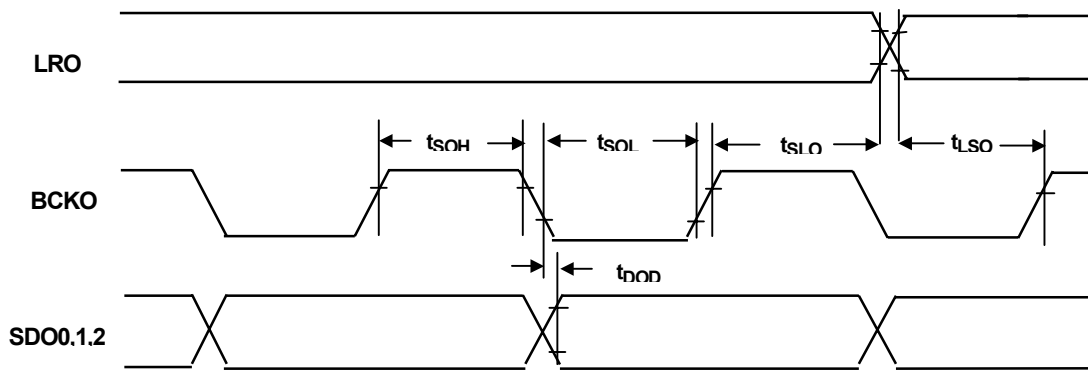 LRO
tSOH
tSOL
tSLO
tLSO
BCKO
tDOD
SDO0,1,2